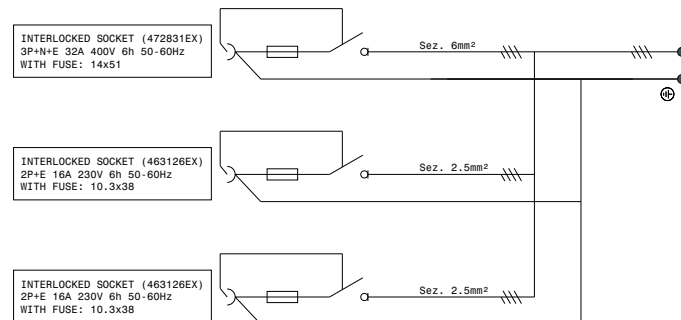 INTERLOCKED SOCKET (472831EX)
3P+N+E 32A 400V 6h 50-60Hz
WITH FUSE: 14x51
Sez. 6mm²
INTERLOCKED SOCKET (463126EX)
2P+E 16A 230V 6h 50-60Hz
WITH FUSE: 10.3x38
Sez. 2.5mm²
INTERLOCKED SOCKET (463126EX)
2P+E 16A 230V 6h 50-60Hz
WITH FUSE: 10.3x38
Sez. 2.5mm²